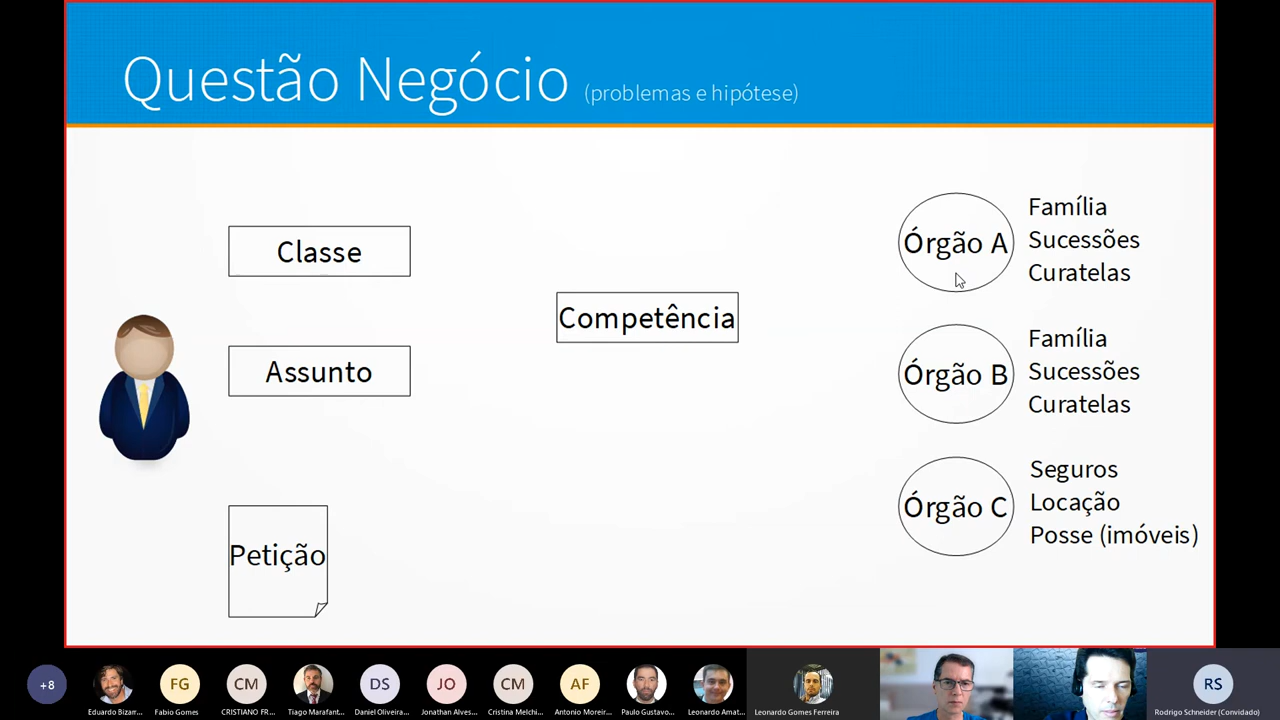 Questão Negócio (problemas e hipótese)
Classe
Assunto
Petição
Competência
Órgão A
Família
Sucessões
Curatelas
Órgão B
Família
Sucessões
Curatelas
Órgão C
Seguros
Locação
Posse (imóveis)
+8
FG
CM
DS
JO
CM
AF
RS
Eduardo Bizarr...
Fabio Gomes
CRISTIANO FR...
Tiago Marafant...
Daniel Oliveira...
Jonathan Alves...
Cristina Melchi...
Antonio Moreir...
Paulo Gustavo...
Leonardo Amat...
Leonardo Gomes Ferreira
Rodrigo Schneider (Convidado)